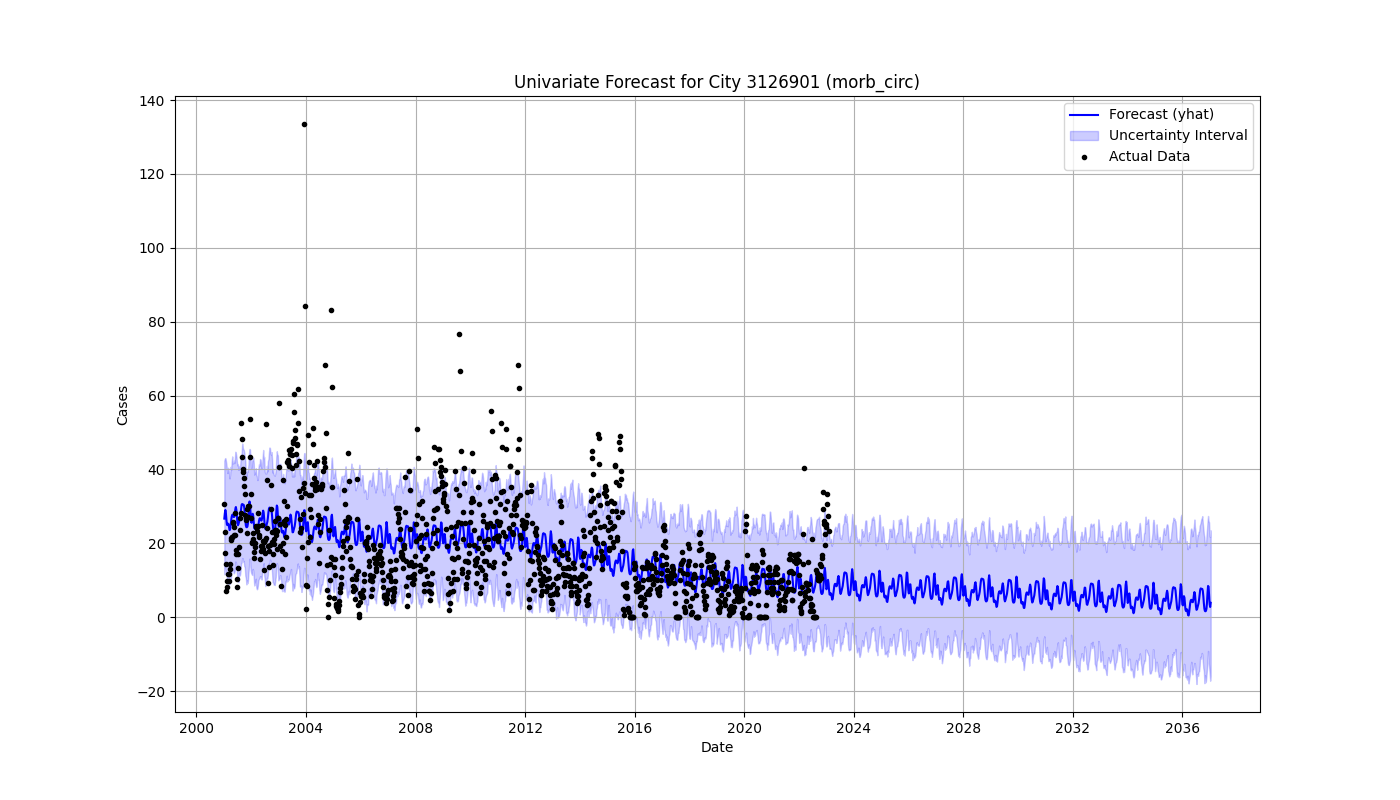 Univariate Forecast for City 3126901 (morb_circ)
140
120
100
80
60
40
20
0
−20
Cases
Forecast (yhat)
Uncertainty Interval
Actual Data
2000 2004 2008 2012 2016 2020 2024 2028 2032 2036
Date